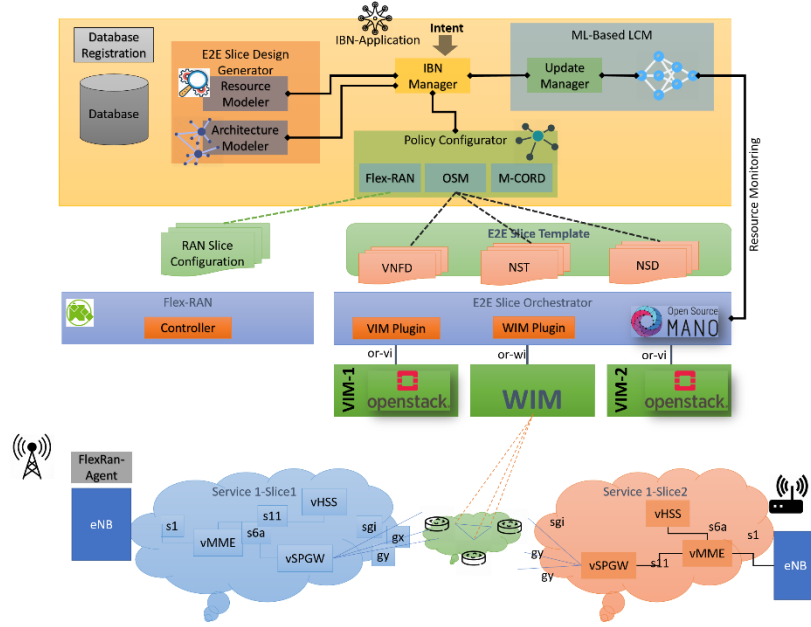 Database
Registration
Database
E2E Slice Design
Generator
Resource
Modeler
Architecture
Modeler
IBN-Application
Intent
IBN
Manager
ML-Based LCM
Update
Manager
Policy Configurator
Flex-RAN
OSM
M-CORD
Resource Monitoring
RAN Slice
Configuration
E2E Slice Template
VNFD
NST
NSD
Flex-RAN
Controller
E2E Slice Orchestrator
VIM Plugin
WIM Plugin
Open Source
MANO
or-vi
or-wi
or-vi
VIM-1
openstack.
WIM
VIM-2
openstack.
FlexRan-
Agent
eNB
Service 1-Slice1
s1
s11
vHSS
vMME
s6a
vSPGW
sgi
gx
gy
Service 1-Slice2
vHSS
s6a
s1
sgi
vMME
gy
vSPGW
s11
gy
eNB